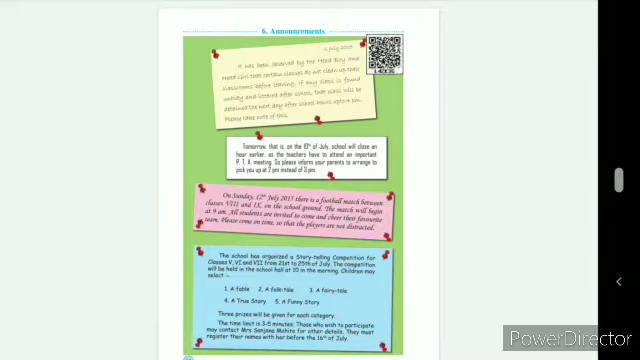 6. Announcements
5 July 2017
It has been observed by the Head Boy and
Head Girl that certain classes do not clean up their
classrooms before leaving. If any class is found
untidy and littered after school, that class will be
detained the next day after school hours upto 4 pm.
Please take note of this.
Tomorrow, that is, on the 10th of July, school will close an
hour earlier, as the teachers have to attend an important
P. T. A. meeting. So please inform your parents to arrange to
pick you up at 2 pm instead of 3 pm.
On Sunday, 12th July 2015 there is a football match between
classes VIII and IX, on the school ground. The match will begin
at 9 am. All students are invited to come and cheer their favourite
team. Please come on time, so that the players are not distracted.
The school has organized a Story-telling Competition for
Classes V, VI and VII from 21st to 25th of July. The competition
will be held in the school hall at 10 in the morning. Children may
select –
1. A fable 2. A folk-tale 3. A fairy-tale
4. A True Story 5. A Funny Story
Three prizes will be given for each category.
The time limit is 3-5 minutes. Those who wish to participate
may contact Mrs Sanjana Mohite for other details. They must
register their names with her before the 16th of July.
PowerDirector